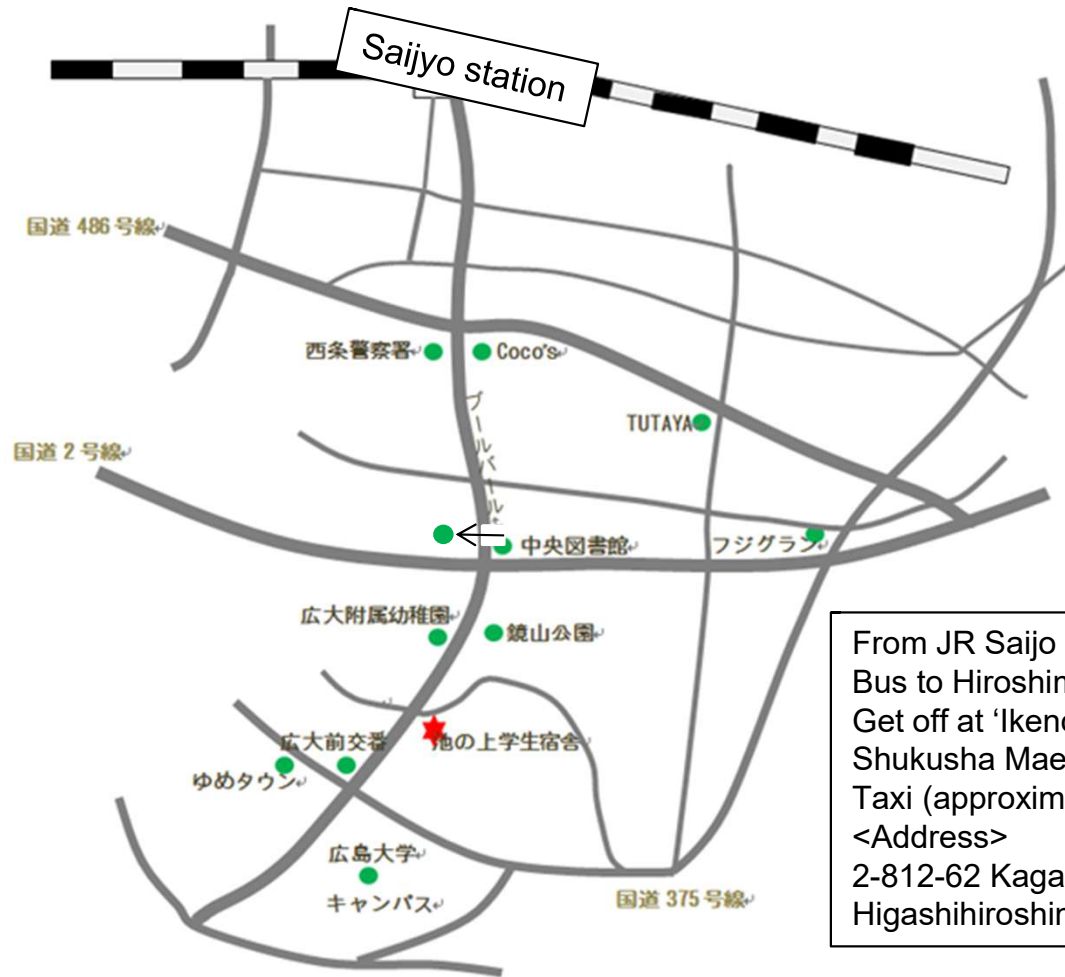 Saijyo station
国道 486 号線
西条警察署
Coco's
ブールバール
TUTAYA
国道 2 号線
中央図書館
フジグラン
広大附属幼稚園
鏡山公園
広大前交番
池の上学生宿舎
ゆめタウン
広島大学
キャンパス
国道 375 号線
From JR Saijo
Bus to Hiroshim
Get off at ‘Ikeno
Shukusha Mae
Taxi (approxim
<Address>
2-812-62 Kaga
Higashihiroshin